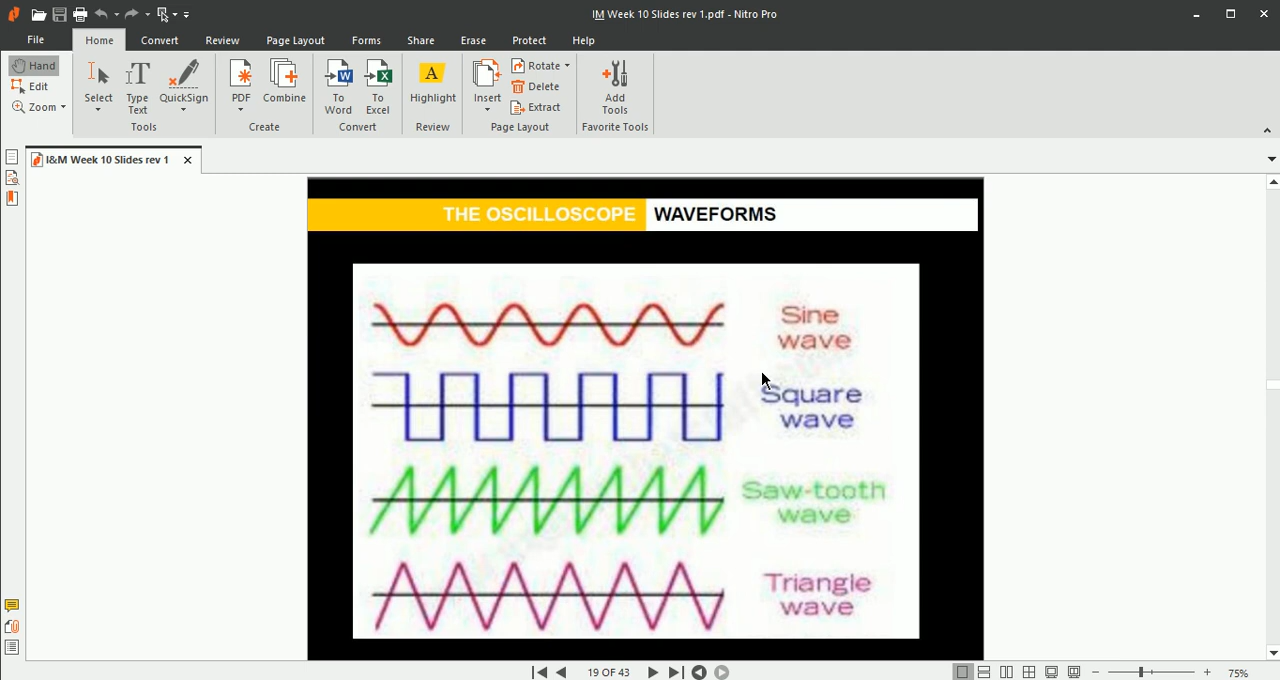 IM Week 10 Slides rev 1.pdf - Nitro Pro
File Home Convert Review Page Layout Forms Share Erase Protect Help
Hand
Edit
Zoom
Select
Type
Text
QuickSign
Tools
PDF
Combine
Create
To
Word
To
Excel
Convert
A
Highlight
Review
Insert
Rotate
Delete
Extract
Page Layout
Add
Tools
Favorite Tools
I&M Week 10 Slides rev 1
THE OSCILLOSCOPE WAVEFORMS
Sine
wave
Square
wave
Saw-tooth
wave
Triangle
wave
19 OF 43
75%